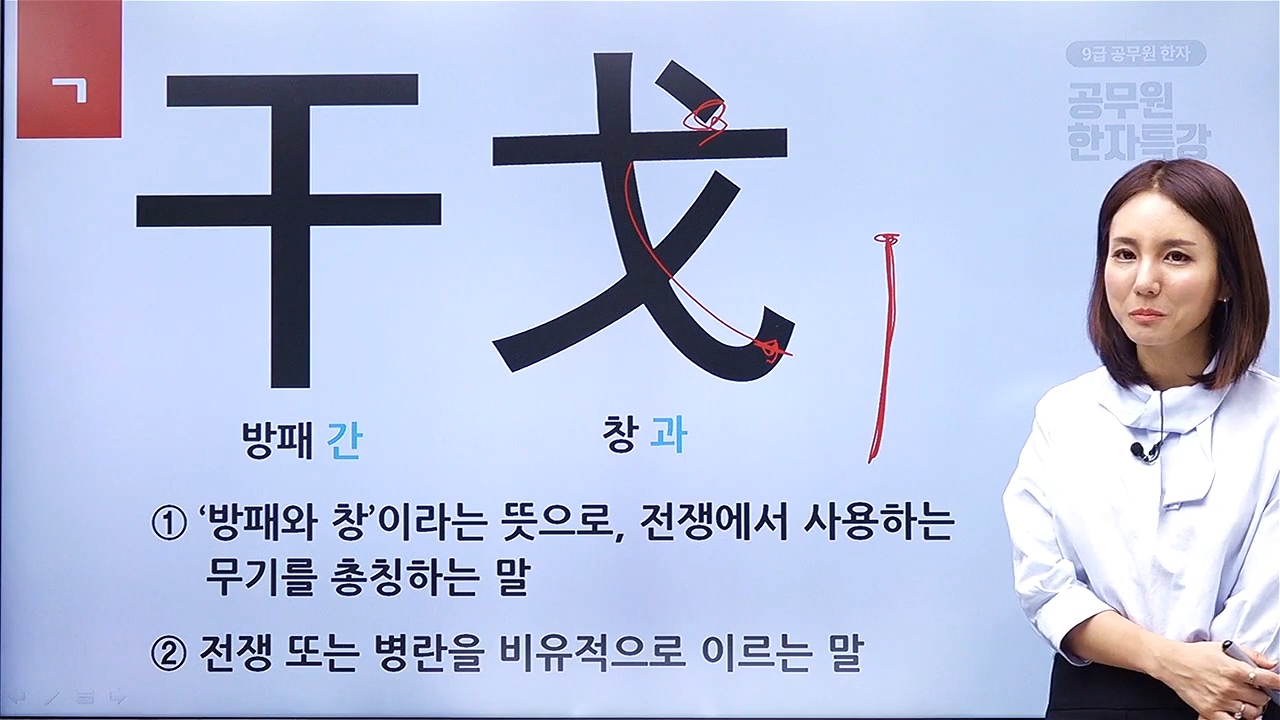 ㄱ
9급 공무원 한자
공무원
한자특강
干戈
방패 간
창 과
① ‘방패와 창’이라는 뜻으로, 전쟁에서 사용하는
무기를 총칭하는 말
② 전쟁 또는 병란을 비유적으로 이르는 말